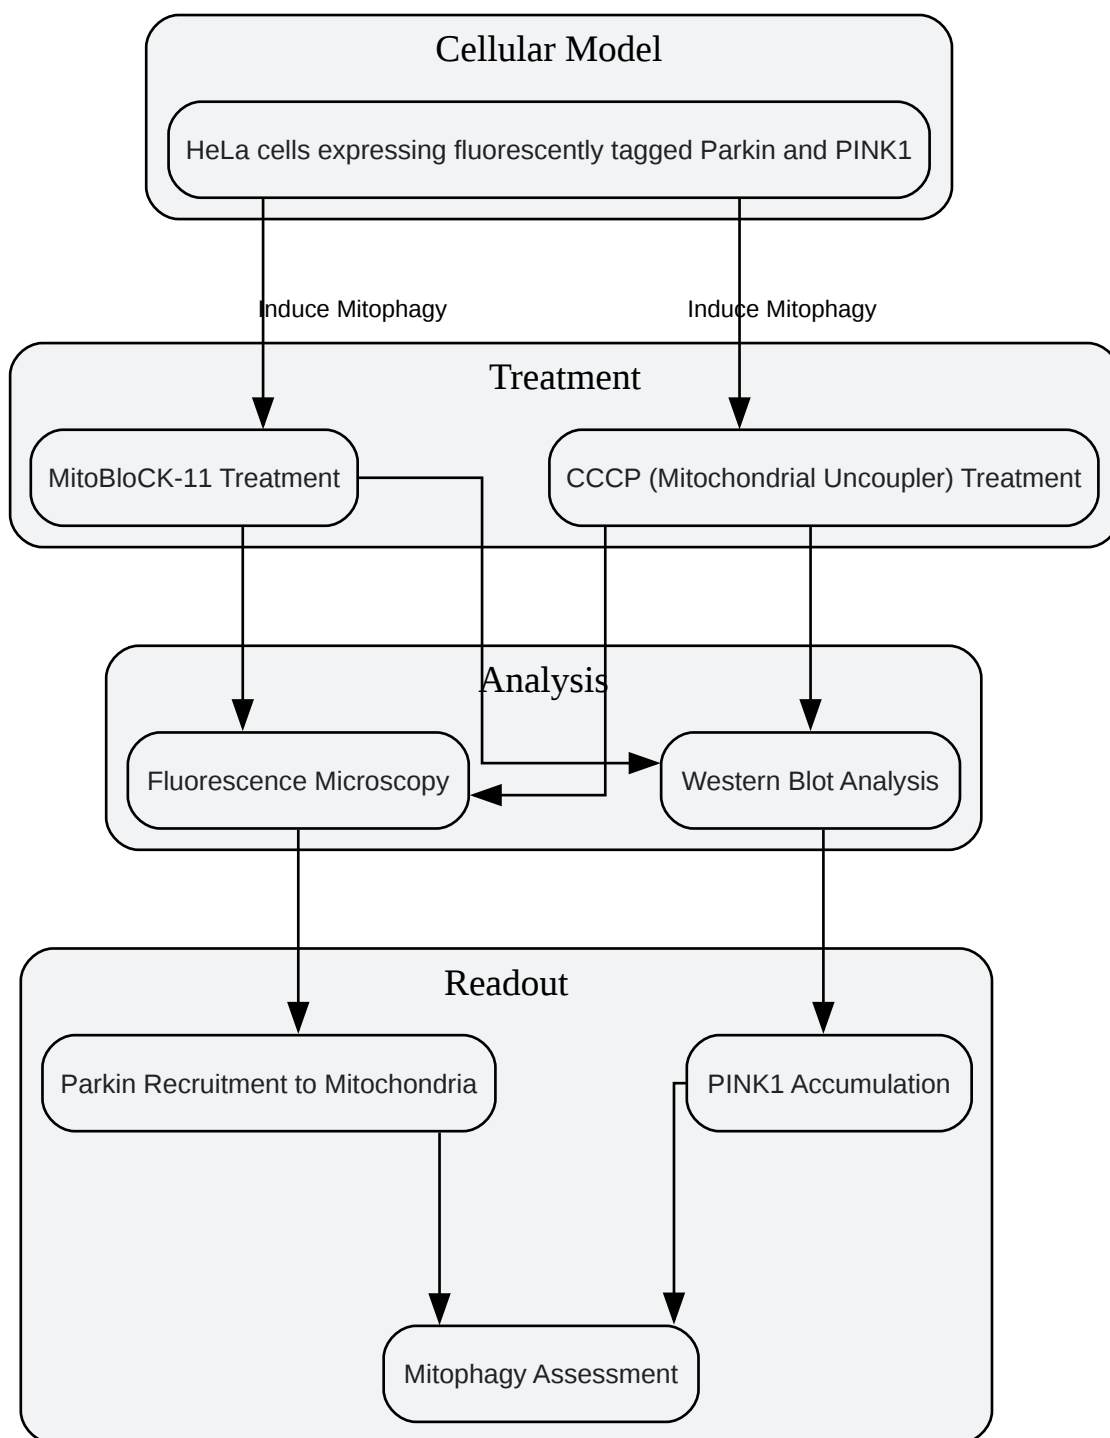 Cellular Model
HeLa cells expressing fluorescently tagged Parkin and PINK1
Induce Mitophagy
Induce Mitophagy
Treatment
MitoBloCK-11 Treatment
CCCP (Mitochondrial Uncoupler) Treatment
Analysis
Fluorescence Microscopy
Western Blot Analysis
Readout
Parkin Recruitment to Mitochondria
PINK1 Accumulation
Mitophagy Assessment